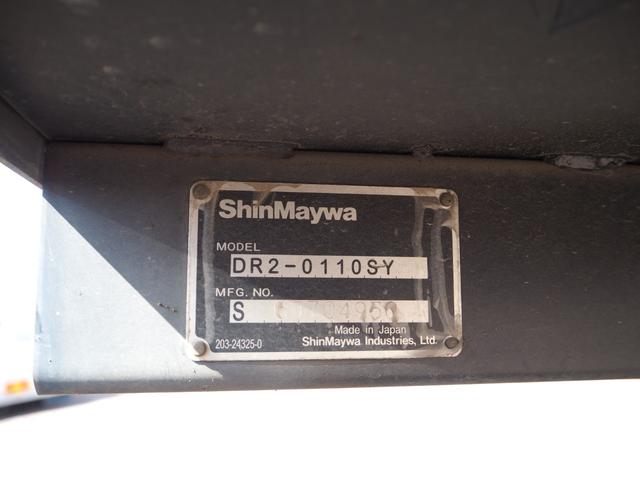 ShinMaywa
MODEL
DR2-0110SY
MFG. NO.
S
Made in Japan
203-24325-0
ShinMaywa Industries, Ltd.